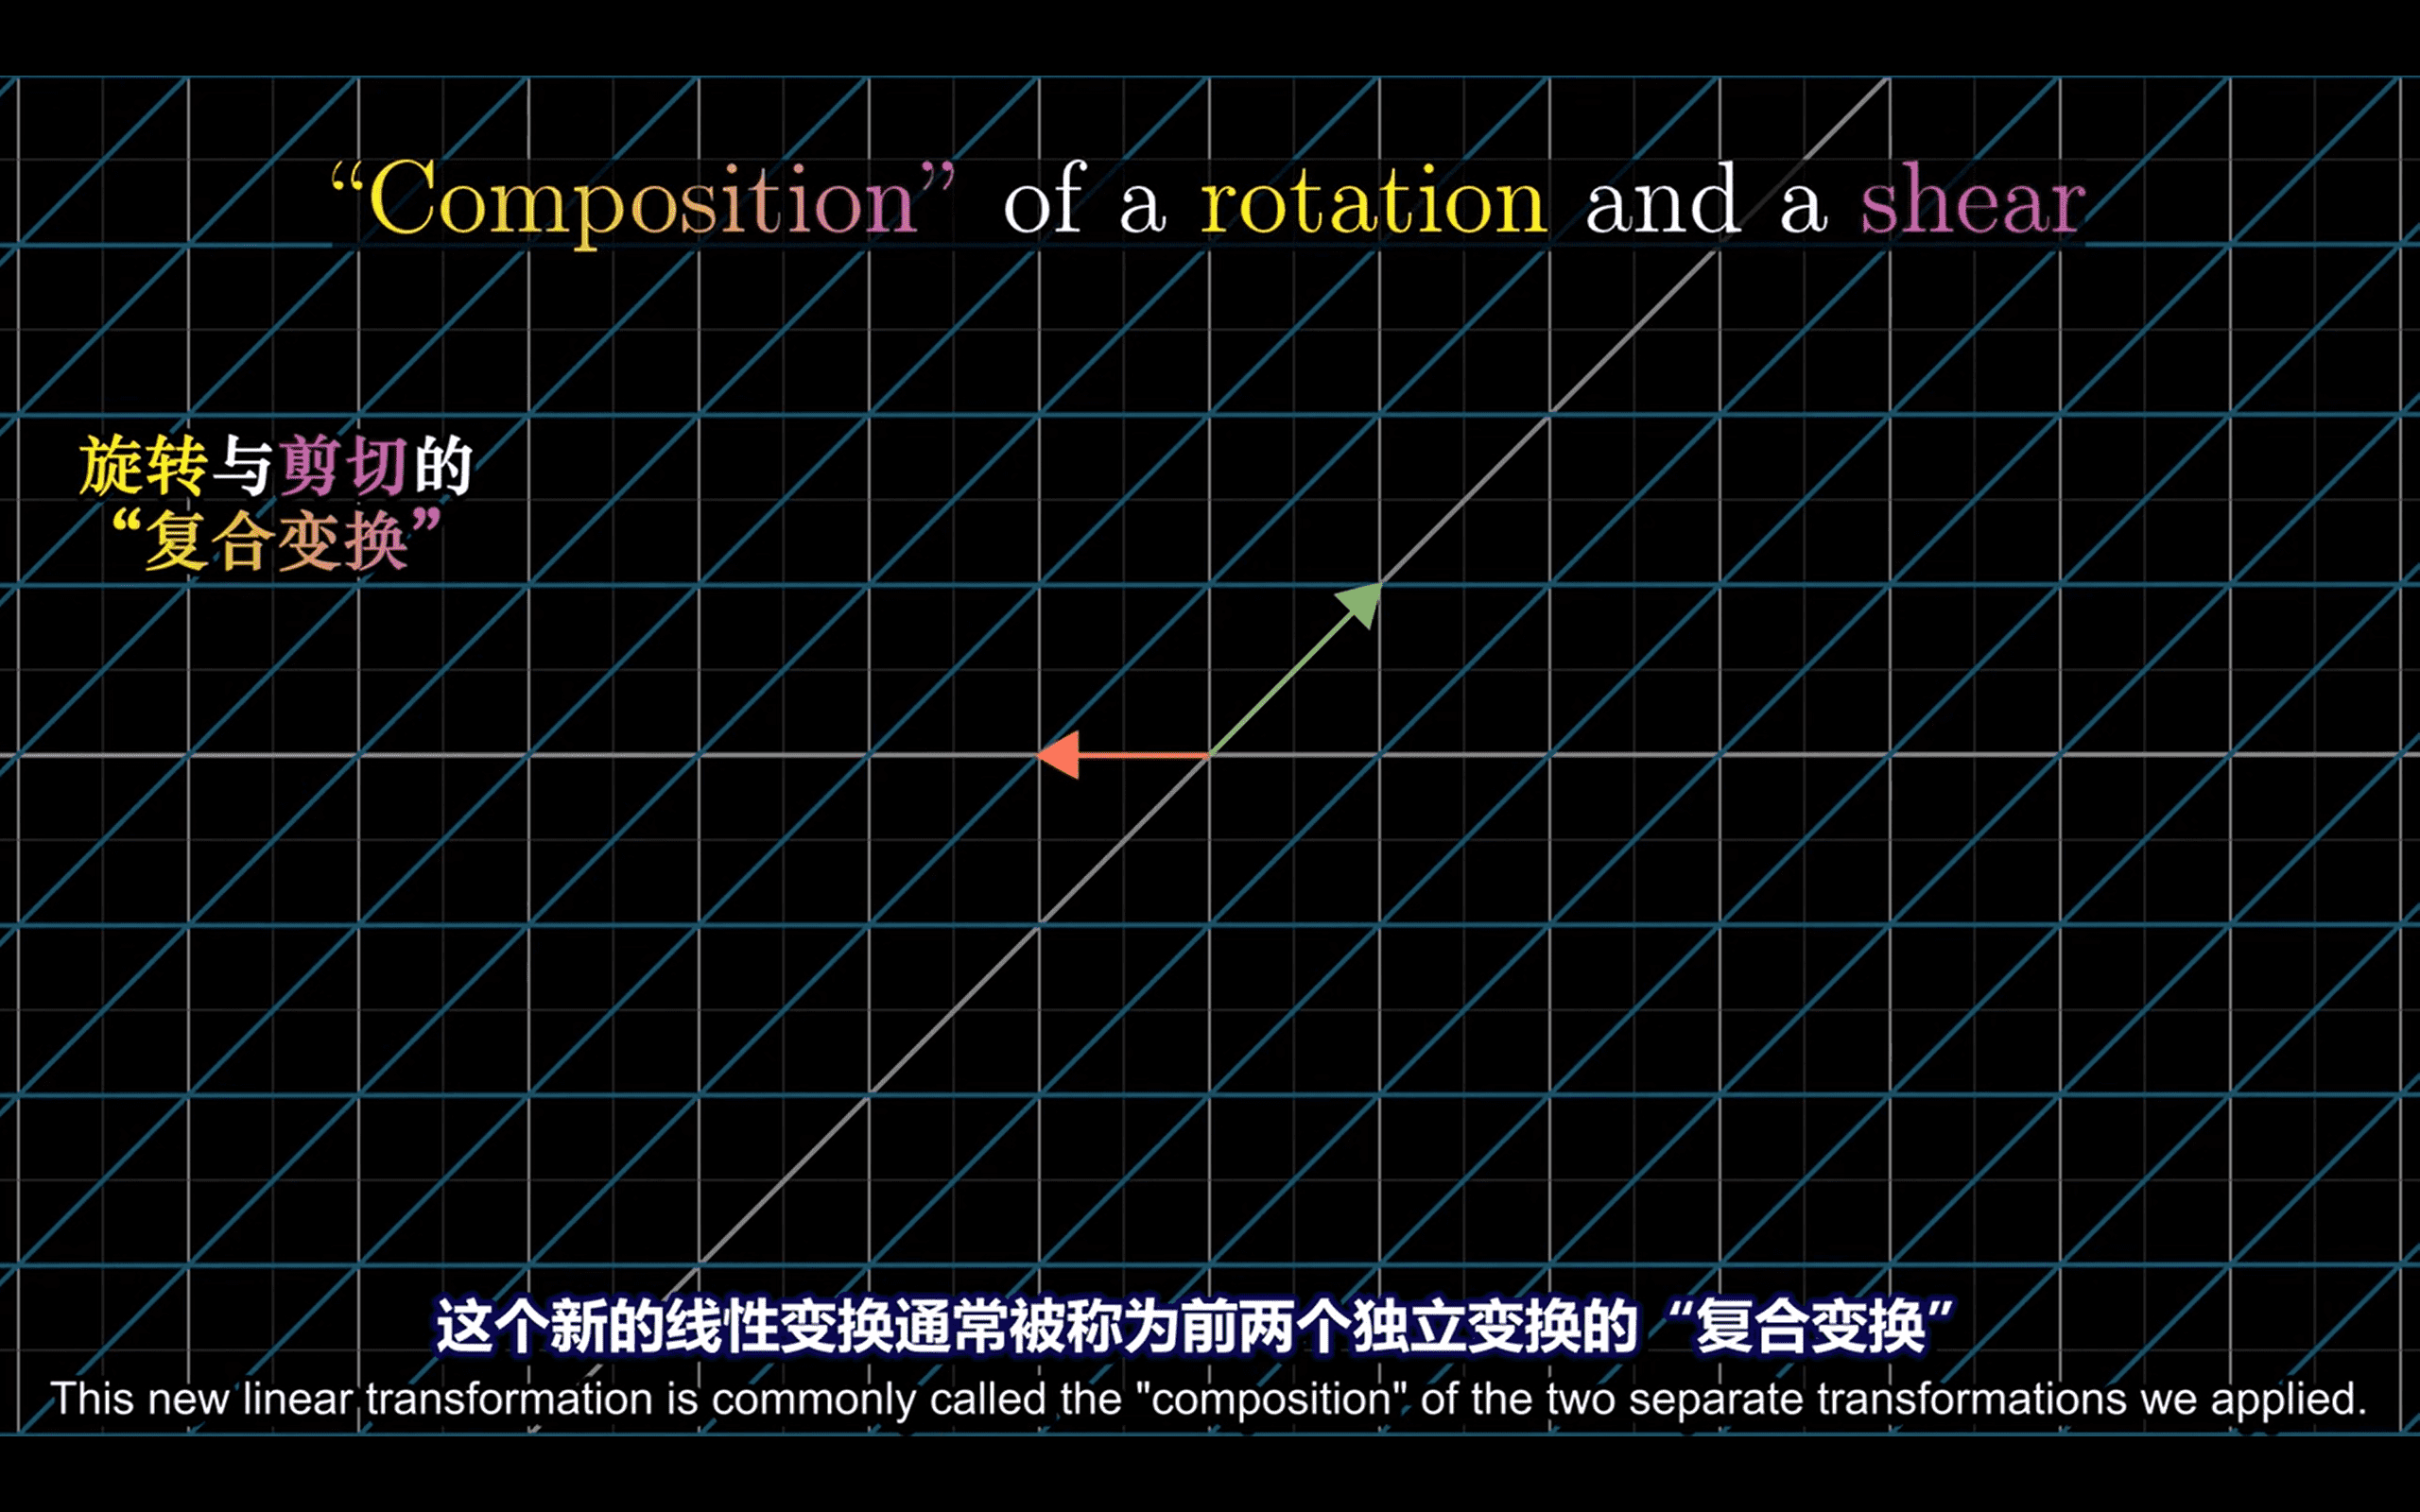 “Composition” of a rotation and a shear
旋转与剪切的
“复合变换”
这个新的线性变换通常被称为前两个独立变换的“复合变换”
This new linear transformation is commonly called the "composition" of the two separate transformations we applied.